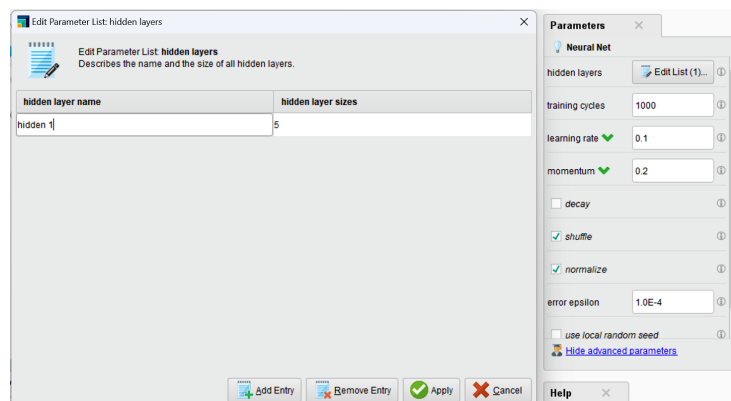 Edit Parameter List: hidden layers
Edit Parameter List: hidden layers
Describes the name and the size of all hidden layers.
hidden layer name hidden layer sizes
hidden 1 5
Add Entry Remove Entry Apply Cancel
Parameters
Neural Net
hidden layers Edit List (1)...
training cycles 1000
learning rate 0.1
momentum 0.2
decay
shuffle
normalize
error epsilon 1.0E-4
use local random seed
Hide advanced parameters
Help